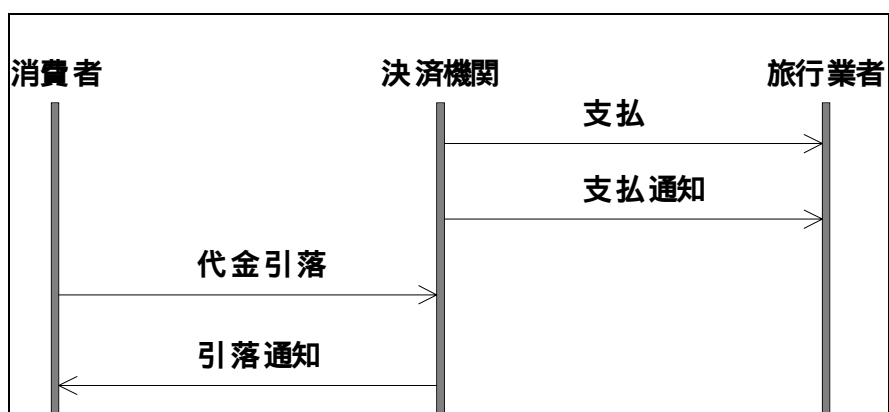 消費者 決済機関 旅行業者
支払
支払通知
代金引落
引落通知